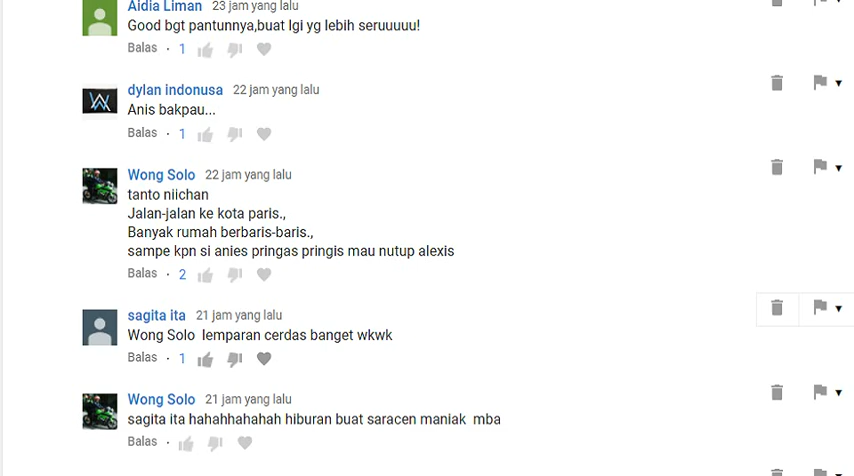 Aidia Liman 23 jam yang lalu
Good bgt pantunnya,buat lgi yg lebih seruuuuu!
Balas · 1
dylan indonusa 22 jam yang lalu
Anis bakpau...
Balas · 1
Wong Solo 22 jam yang lalu
tanto niichan
Jalan-jalan ke kota paris.,
Banyak rumah berbaris-baris.,
sampe kpn si anies pringas pringis mau nutup alexis
Balas · 2
sagita ita 21 jam yang lalu
Wong Solo lemparan cerdas banget wkwk
Balas · 1
Wong Solo 21 jam yang lalu
sagita ita hahahhahahah hiburan buat saracen maniak mba
Balas ·